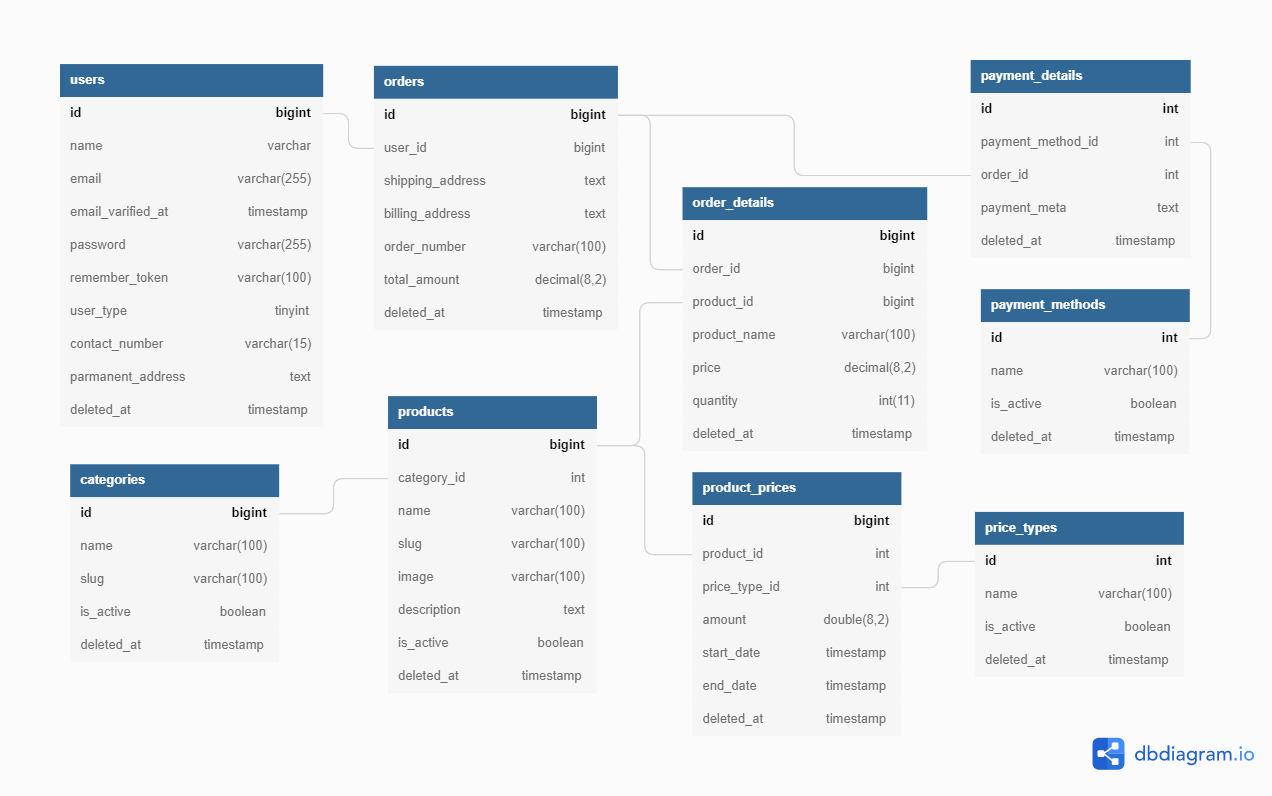 users
id bigint
name varchar
email varchar(255)
email_varified_at timestamp
password varchar(255)
remember_token varchar(100)
user_type tinyint
contact_number varchar(15)
parmanent_address text
deleted_at timestamp
orders
id bigint
user_id bigint
shipping_address text
billing_address text
order_number varchar(100)
total_amount decimal(8,2)
deleted_at timestamp
payment_details
id int
payment_method_id int
order_id int
payment_meta text
deleted_at timestamp
order_details
id bigint
order_id bigint
product_id bigint
product_name varchar(100)
price decimal(8,2)
quantity int(11)
deleted_at timestamp
payment_methods
id int
name varchar(100)
is_active boolean
deleted_at timestamp
products
id bigint
category_id int
name varchar(100)
slug varchar(100)
image varchar(100)
description text
is_active boolean
deleted_at timestamp
categories
id bigint
name varchar(100)
slug varchar(100)
is_active boolean
deleted_at timestamp
product_prices
id bigint
product_id int
price_type_id int
amount double(8,2)
start_date timestamp
end_date timestamp
deleted_at timestamp
price_types
id int
name varchar(100)
is_active boolean
deleted_at timestamp
dbdiagram.io